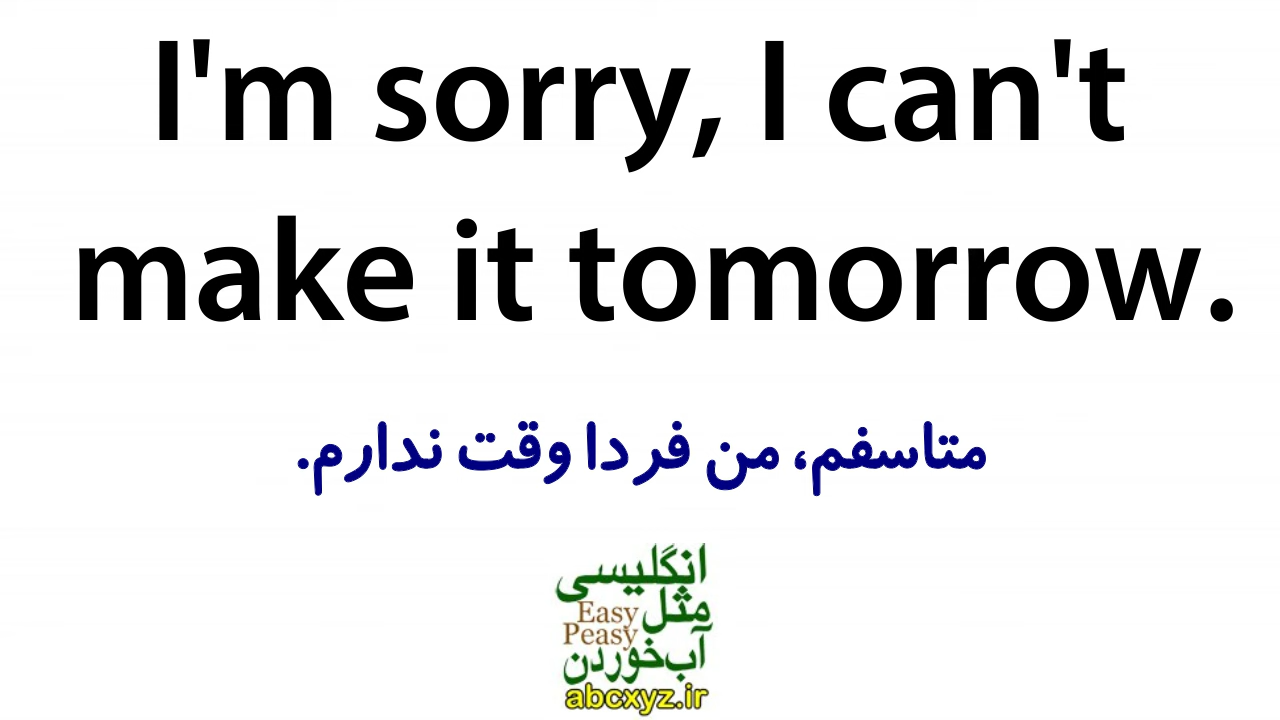 I'm sorry, I can't
make it tomorrow.
متاسفم، من فردا وقت ندارم.
انگلیسی
مثل
Easy
Peasy
آب‌خوردن
abcxyz.ir